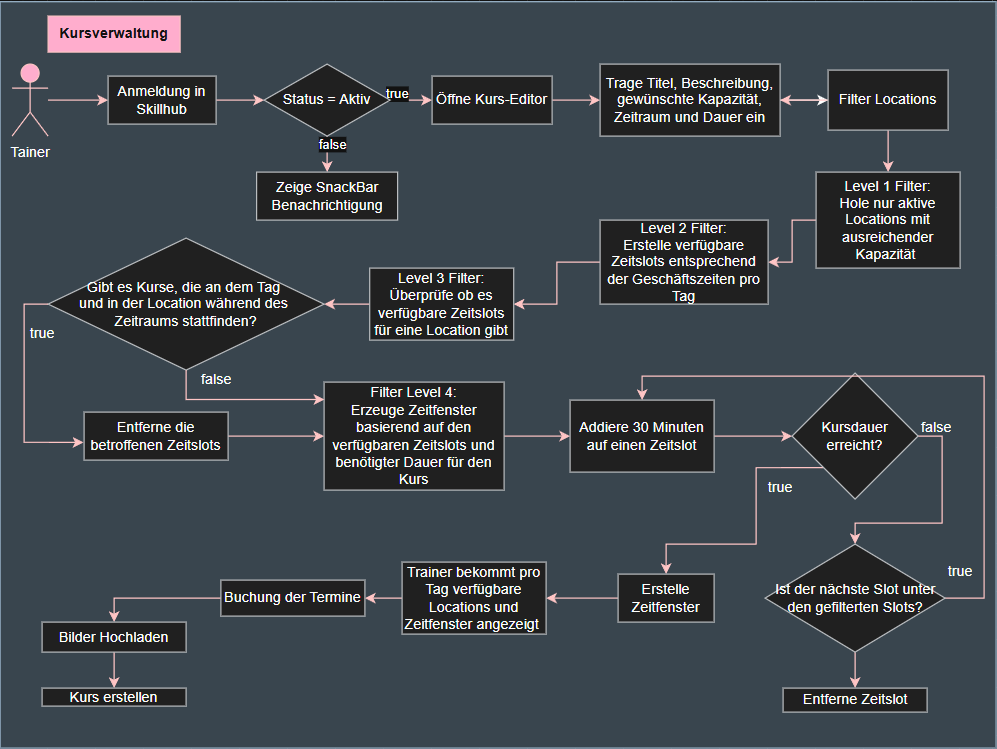 Kursverwaltung
Tainer
Anmeldung in
Skillhub
Status = Aktiv
true
false
Öffne Kurs-Editor
Trage Titel, Beschreibung,
gewünschte Kapazität,
Zeitraum und Dauer ein
Filter Locations
Zeige SnackBar
Benachrichtigung
Level 1 Filter:
Hole nur aktive
Locations mit
ausreichender
Kapazität
Level 2 Filter:
Erstelle verfügbare
Zeitslots entsprechend
der Geschäftszeiten pro
Tag
Level 3 Filter:
Überprüfe ob es
verfügbare Zeitslots
für eine Location gibt
Gibt es Kurse, die an dem Tag
und in der Location während des
Zeitraums stattfinden?
true
false
Entferne die
betroffenen Zeitslots
Filter Level 4:
Erzeuge Zeitfenster
basierend auf den
verfügbaren Zeitslots und
benötigter Dauer für den
Kurs
Addiere 30 Minuten
auf einen Zeitslot
Kursdauer
erreicht?
false
true
Ist der nächste Slot unter
den gefilterten Slots?
true
Entferne Zeitslot
Erstelle
Zeitfenster
Trainer bekommt pro
Tag verfügbare
Locations und
Zeitfenster angezeigt
Buchung der Termine
Bilder Hochladen
Kurs erstellen